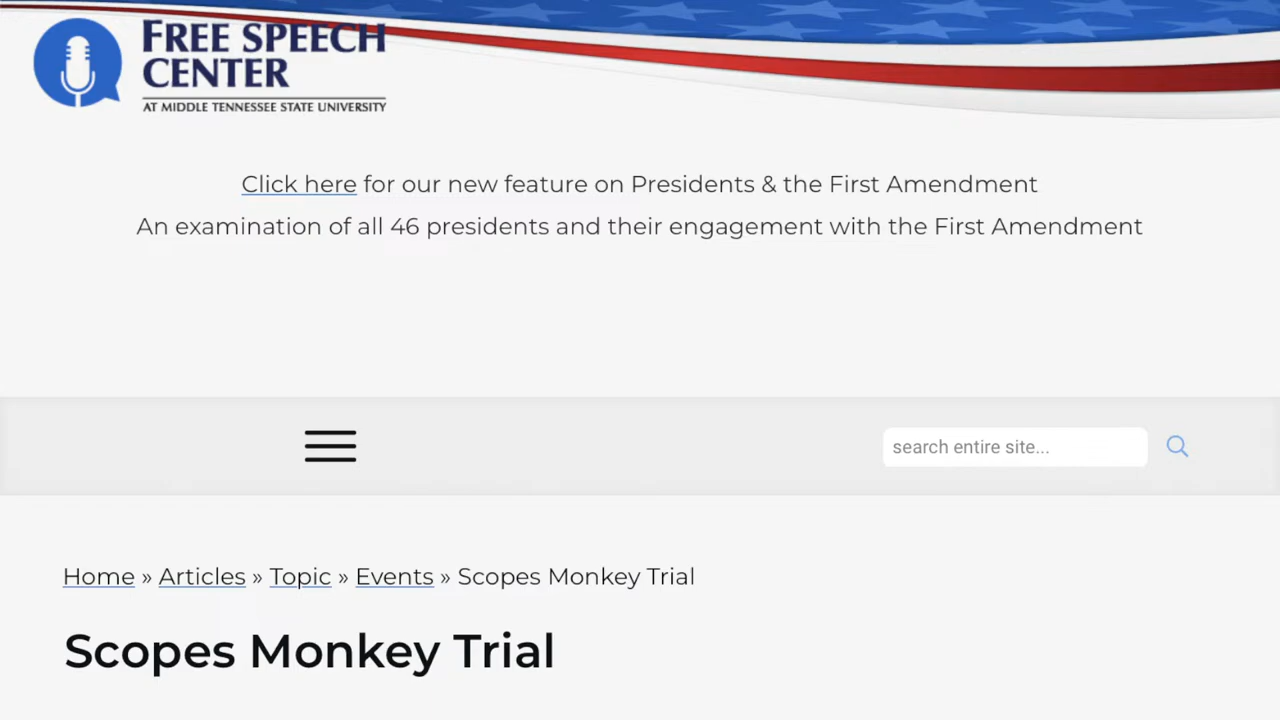 FREE SPEECH
CENTER
AT MIDDLE TENNESSEE STATE UNIVERSITY
Click here for our new feature on Presidents & the First Amendment
An examination of all 46 presidents and their engagement with the First Amendment
search entire site...
Home » Articles » Topic » Events » Scopes Monkey Trial
Scopes Monkey Trial